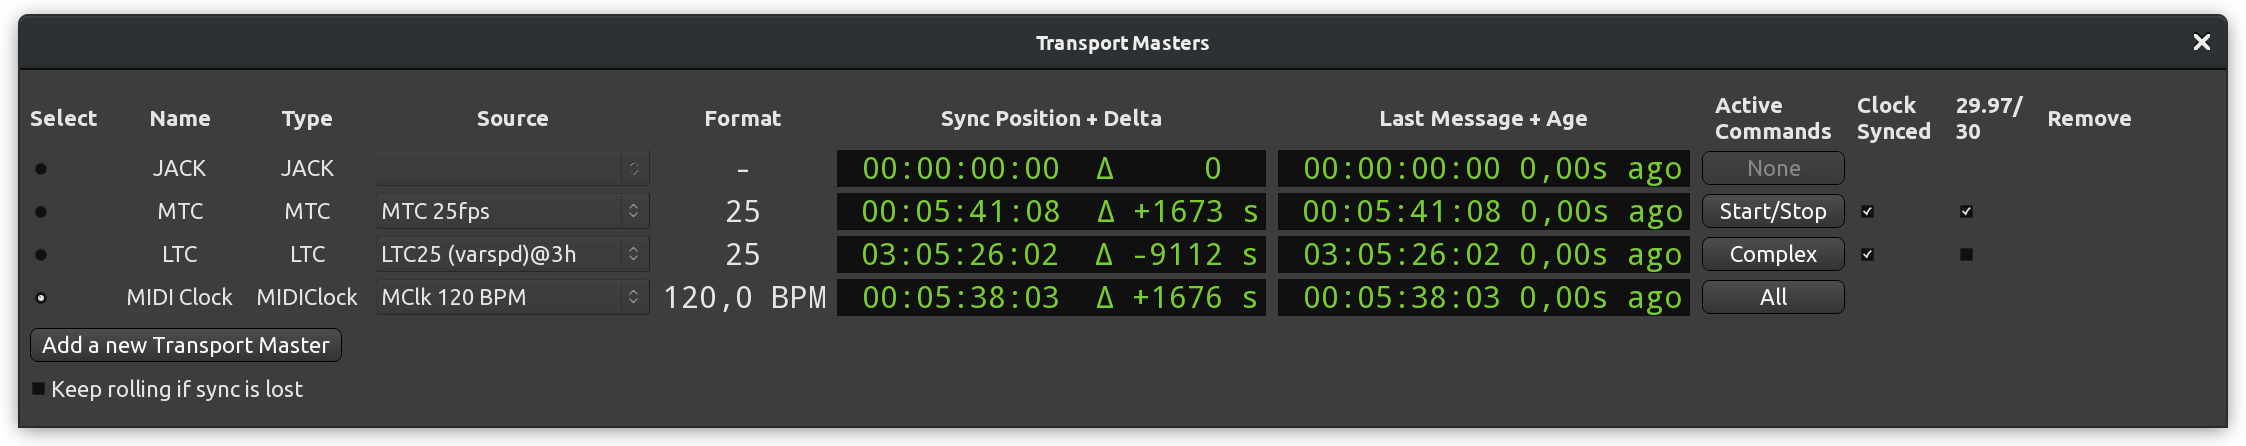 Transport Masters
Select Name Type Source Format Sync Position + Delta Last Message + Age Active Commands Clock Synced 29.97/ 30 Remove
JACK JACK - 00:00:00:00 Δ 0 00:00:00:00 0,00s ago None
MTC MTC MTC 25fps 25 00:05:41:08 Δ +1673 s 00:05:41:08 0,00s ago Start/Stop
LTC LTC LTC25 (varspd)@3h 25 03:05:26:02 Δ -9112 s 03:05:26:02 0,00s ago Complex
MIDI Clock MIDIClock MClk 120 BPM 120,0 BPM 00:05:38:03 Δ +1676 s 00:05:38:03 0,00s ago All
Add a new Transport Master
Keep rolling if sync is lost